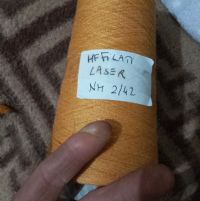 HF FILATI
LASER
NM 2/42